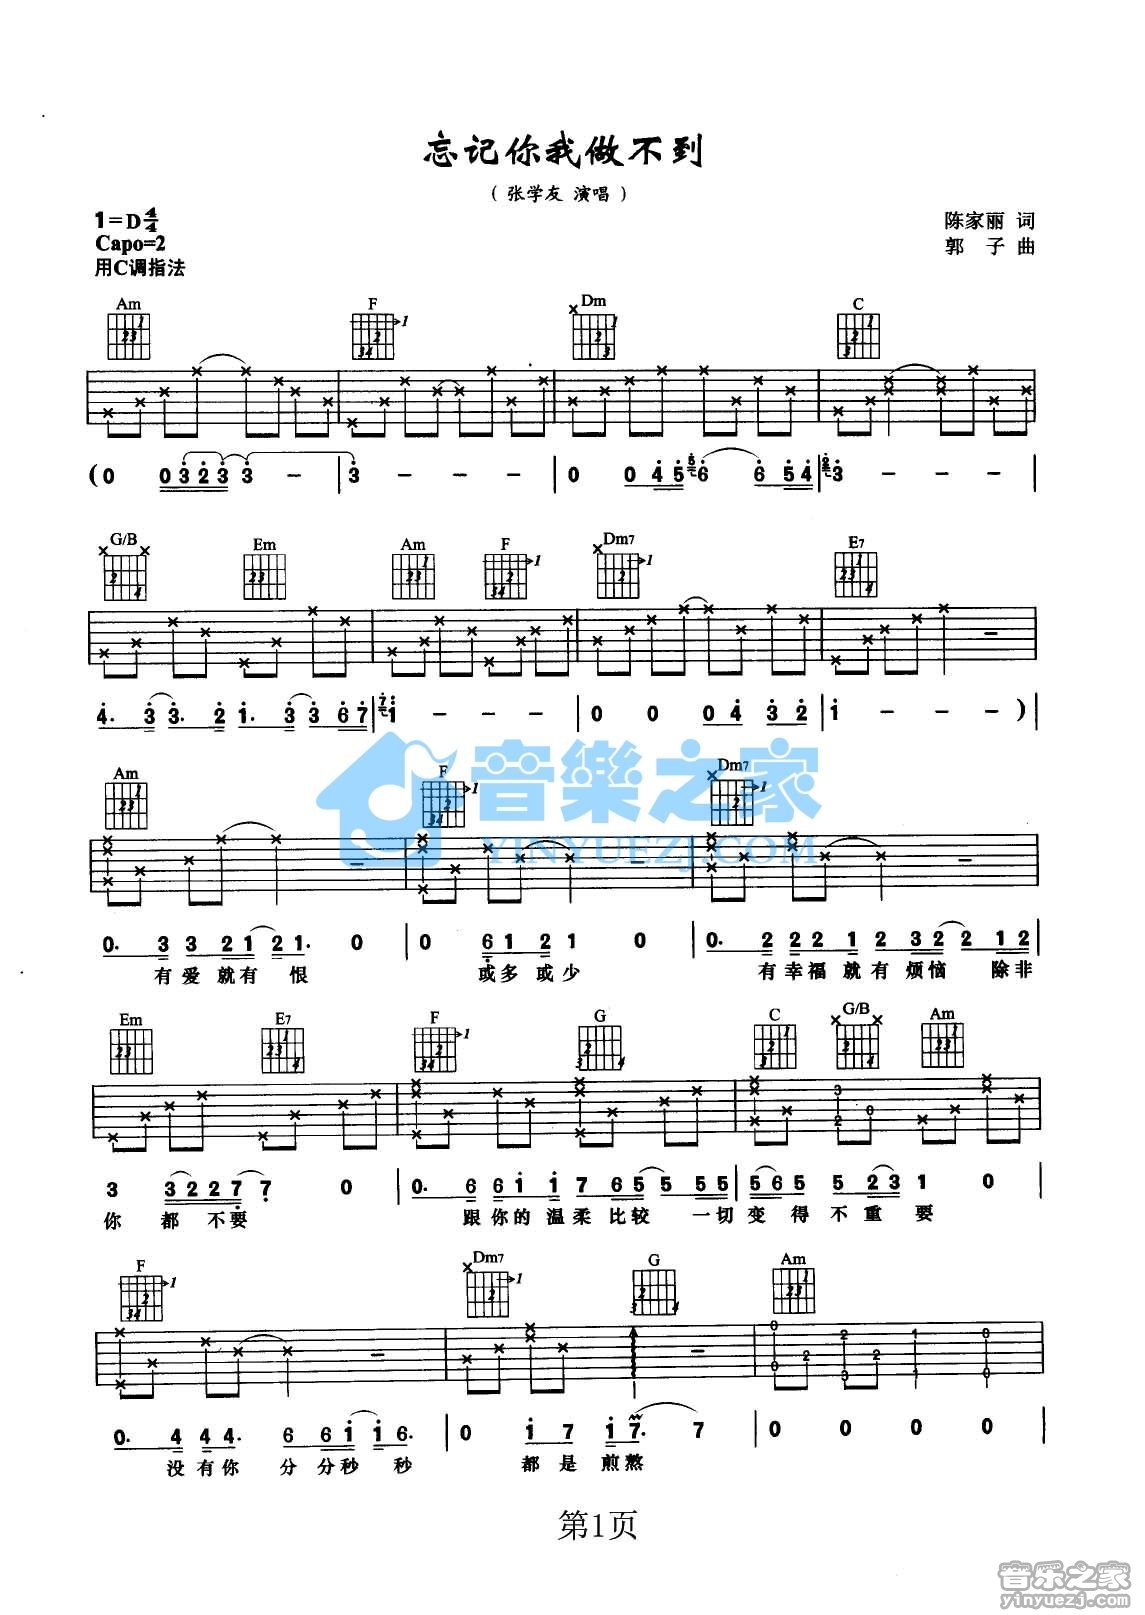 忘记你我做不到
( 张学友 演唱 )
1=D 4/4
Capo=2
用C调指法
陈家丽 词
郭 子 曲
Am F Dm C
(0 03233 | 3 - - - | 0 045 6 6 54 | 3 - - - |
G/B Em Am F Dm7 E7
4. 3 3. 2 1. 3 3 67 | 1 - - - | 0 0 04 32 | 1 - - - ) |
音樂之家
YINYUEZJ.COM
Am F Dm7
0. 3 3 21 21. 0 | 0 61 21 0 | 0. 2 22 12 32 2 12 |
有爱就有 恨 或多或少 有幸福就有烦恼 除非
Em E7 F G C G/B Am
3 3227 7 0 | 0. 6 61 17 65 5 55 | 565 5 23 1 0 |
你 都 不要 跟你的温柔比较 一切变得不重要
F Dm7 G Am
0. 4 44. 6 61 16. | 0 17 17. 7 | 0 0 0 0 |
没有你 分分秒秒 都是煎熬
第1页
音乐之家
yinyuezj.com